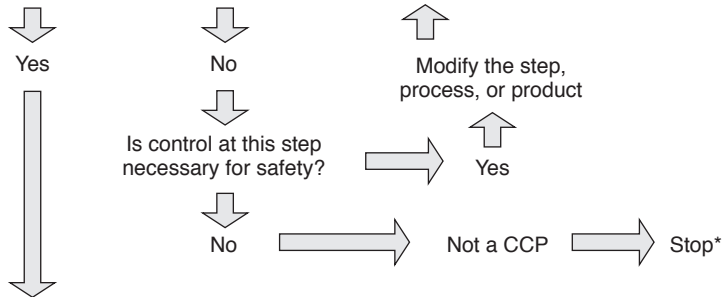 Yes
No
Modify the step,
process, or product
Is control at this step
necessary for safety?
Yes
No
Not a CCP
Stop*